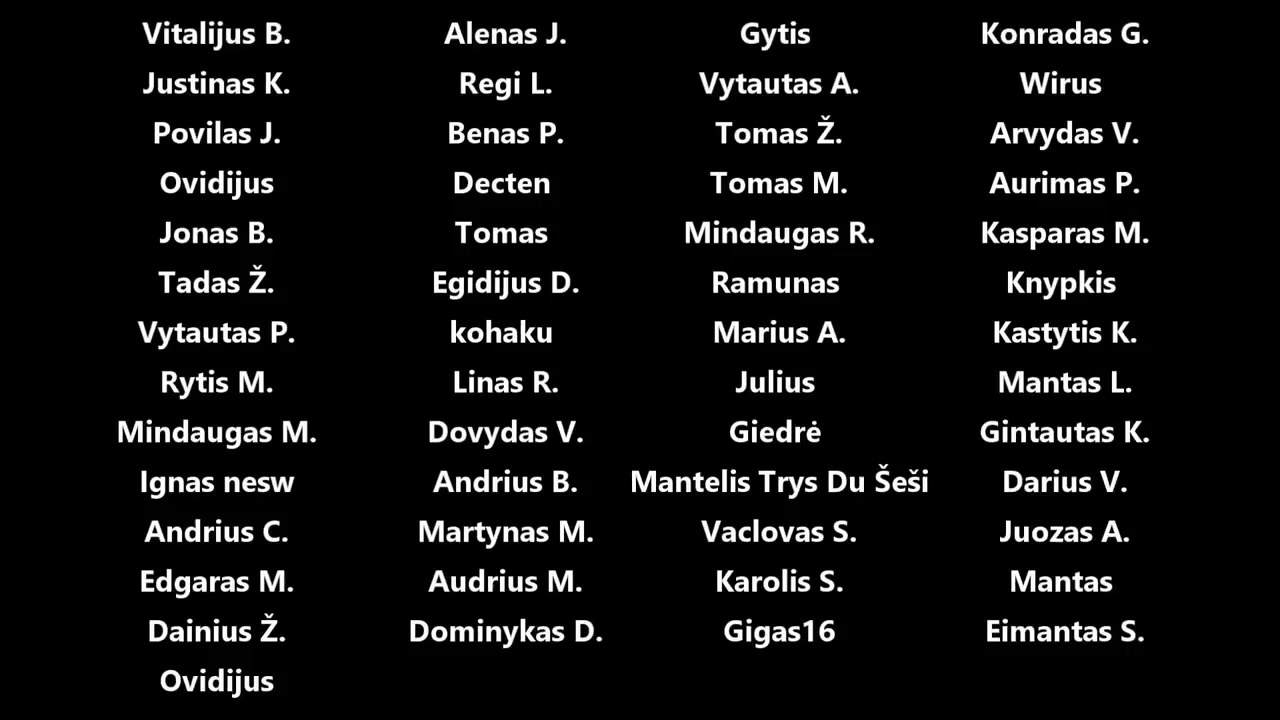 Vitalijus B.
Justinas K.
Povilas J.
Ovidijus
Jonas B.
Tadas Ž.
Vytautas P.
Rytis M.
Mindaugas M.
Ignas nesw
Andrius C.
Edgaras M.
Dainius Ž.
Ovidijus
Alenas J.
Regi L.
Benas P.
Decten
Tomas
Egidijus D.
kohaku
Linas R.
Dovydas V.
Andrius B.
Martynas M.
Audrius M.
Dominykas D.
Gytis
Vytautas A.
Tomas Ž.
Tomas M.
Mindaugas R.
Ramunas
Marius A.
Julius
Giedrė
Mantelis Trys Du Šeši
Vaclovas S.
Karolis S.
Gigas16
Konradas G.
Wirus
Arvydas V.
Aurimas P.
Kasparas M.
Knypkis
Kastytis K.
Mantas L.
Gintautas K.
Darius V.
Juozas A.
Mantas
Eimantas S.